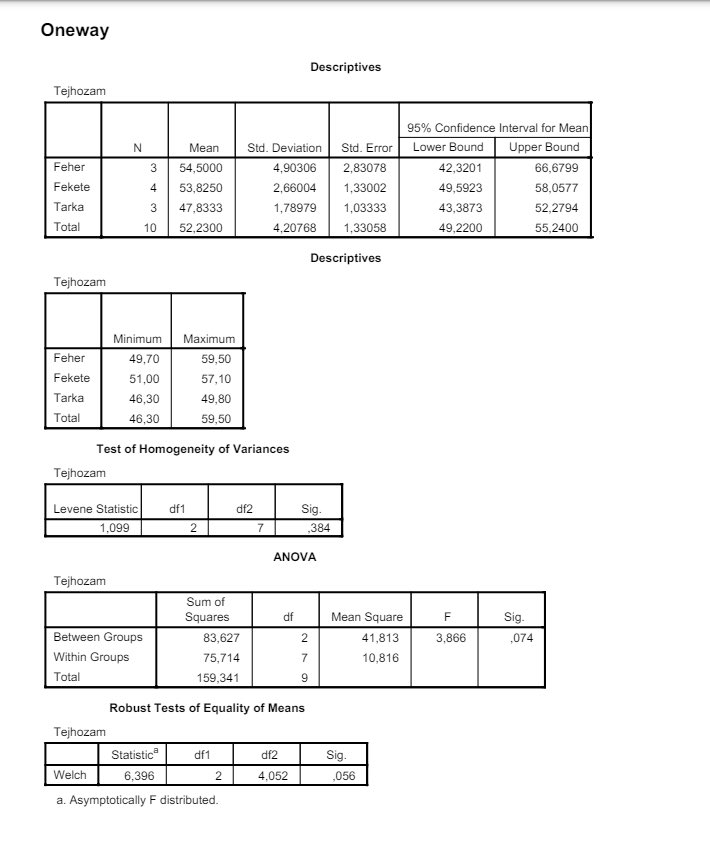 Oneway
Descriptives
Tejhozam
95% Confidence Interval for Mean
N Mean Std. Deviation Std. Error Lower Bound Upper Bound
Feher 3 54,5000 4,90306 2,83078 42,3201 66,6799
Fekete 4 53,8250 2,66004 1,33002 49,5923 58,0577
Tarka 3 47,8333 1,78979 1,03333 43,3873 52,2794
Total 10 52,2300 4,20768 1,33058 49,2200 55,2400
Descriptives
Tejhozam
Minimum Maximum
Feher 49,70 59,50
Fekete 51,00 57,10
Tarka 46,30 49,80
Total 46,30 59,50
Test of Homogeneity of Variances
Tejhozam
Levene Statistic df1 df2 Sig.
1,099 2 7 ,384
ANOVA
Tejhozam
Sum of
Squares df Mean Square F Sig.
Between Groups 83,627 2 41,813 3,866 ,074
Within Groups 75,714 7 10,816
Total 159,341 9
Robust Tests of Equality of Means
Tejhozam
Statistic^a df1 df2 Sig.
Welch 6,396 2 4,052 ,056
a. Asymptotically F distributed.